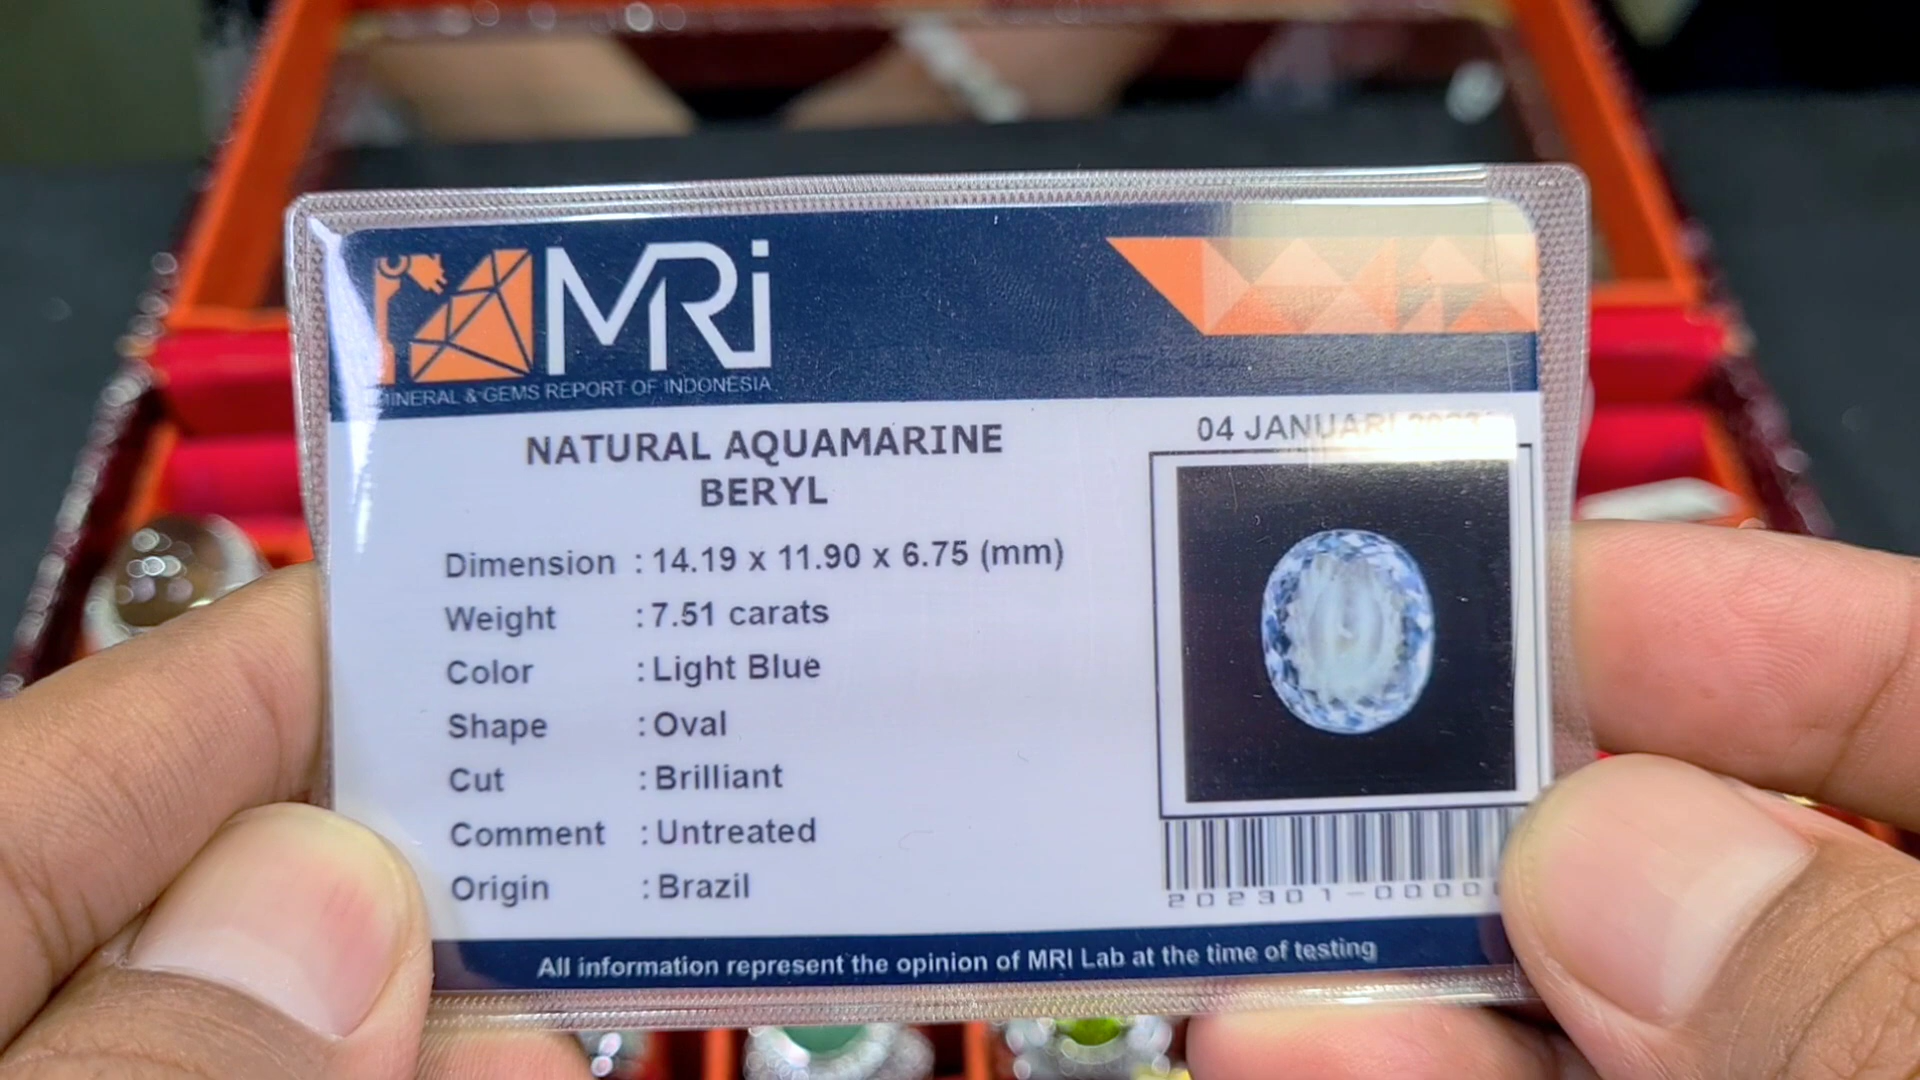 MRi
MINERAL & GEMS REPORT OF INDONESIA
NATURAL AQUAMARINE
BERYL
04 JANUARI
Dimension : 14.19 x 11.90 x 6.75 (mm)
Weight : 7.51 carats
Color : Light Blue
Shape : Oval
Cut : Brilliant
Comment : Untreated
Origin : Brazil
All information represent the opinion of MRI Lab at the time of testing